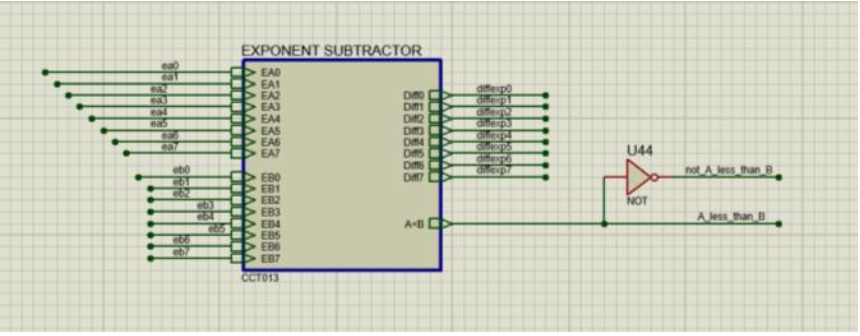 EXPONENT SUBTRACTOR
ea0 EA0
ea1 EA1
ea2 EA2
ea3 EA3
ea4 EA4
ea5 EA5
ea6 EA6
ea7 EA7
eb0 EB0
eb1 EB1
eb2 EB2
eb3 EB3
eb4 EB4
eb5 EB5
eb6 EB6
eb7 EB7
Diff0 diffexp0
Diff1 diffexp1
Diff2 diffexp2
Diff3 diffexp3
Diff4 diffexp4
Diff5 diffexp5
Diff6 diffexp6
Diff7 diffexp7
A<B
CCT013
U44
NOT
not_A_less_than_B
A_less_than_B